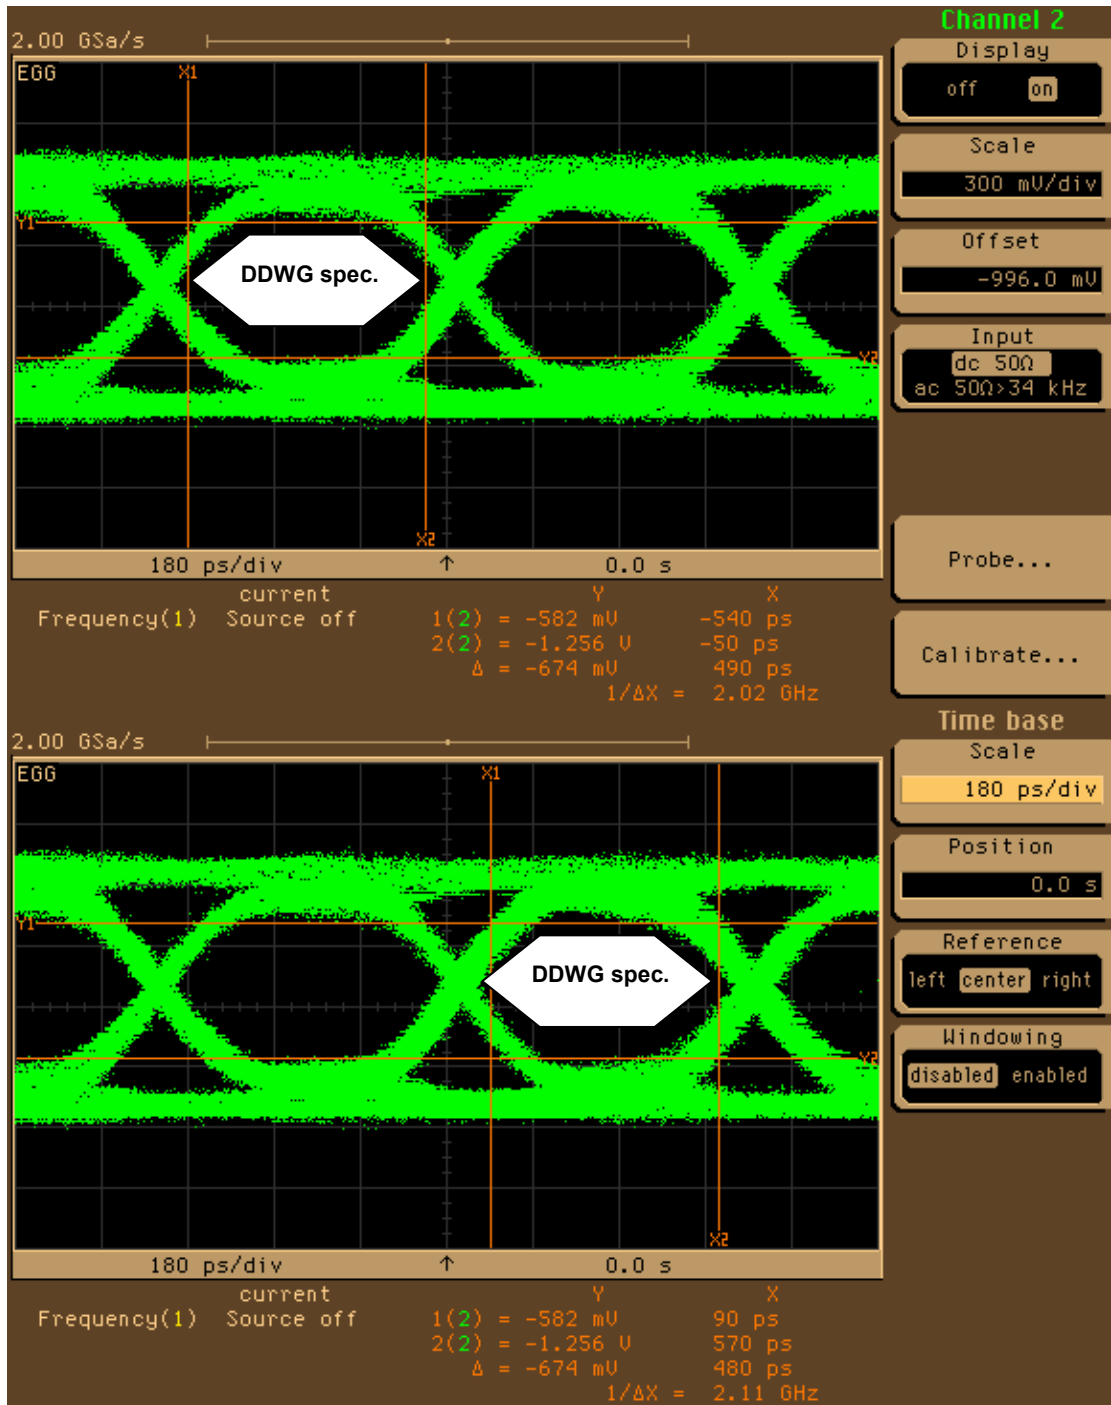 Channel 2
2.00 GSa/s
Display
off on
EGG X1
Scale
300 mV/div
Y1
Offset
DDWG spec.
-996.0 mV
Input
dc 50Ω
ac 50Ω>34 kHz
Y2
X2
180 ps/div ↑ 0.0 s
Probe...
current Y X
Frequency(1) Source off 1(2) = -582 mV -540 ps
2(2) = -1.256 V -50 ps
Δ = -674 mV 490 ps
1/ΔX = 2.02 GHz
Calibrate...
Time base
2.00 GSa/s
Scale
180 ps/div
EGG X1
Position
0.0 s
Y1
Reference
left center right
DDWG spec.
Windowing
disabled enabled
Y2
X2
180 ps/div ↑ 0.0 s
current Y X
Frequency(1) Source off 1(2) = -582 mV 90 ps
2(2) = -1.256 V 570 ps
Δ = -674 mV 480 ps
1/ΔX = 2.11 GHz